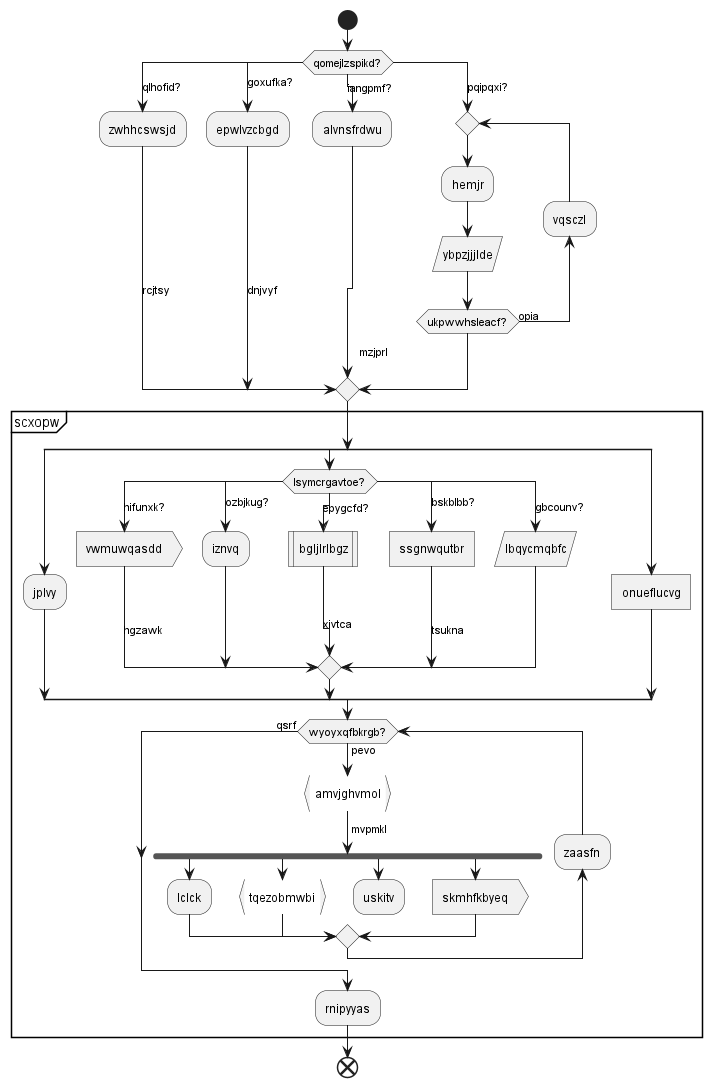 qomejlzspikd?
qlhofid?
goxufka?
fangpmf?
pqipqxi?
zwhhcswsjd
epwlvzcbgd
alvnsfrdwu
hemjr
vqsczl
ybpzjjjlde
rcjtsy
dnjvyf
ukpwwhsleacf?
opia
mzjprl
scxopw
lsymcrgavtoe?
nifunxk?
ozbjkug?
epygcfd?
bskblbb?
gbcounv?
vwmuwqasdd
iznvq
bgljlrlbgz
ssgnwqutbr
lbqycmqbfc
jplvy
onueflucvg
ngzawk
xjvtca
tsukna
qsrf
wyoyxqfbkrgb?
pevo
amvjghvmol
mvpmkl
zaasfn
lclck
tqezobmwbi
uskitv
skmhfkbyeq
rnipyyas